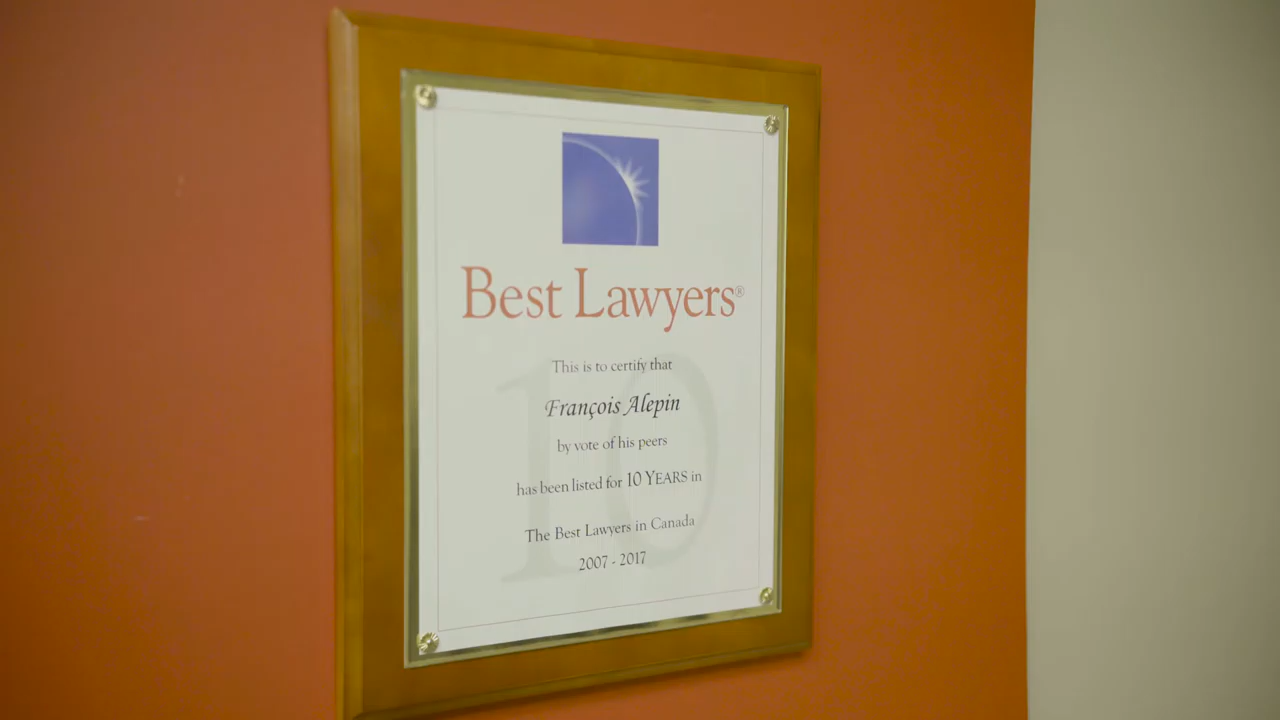 Best Lawyers®
This is to certify that
François Alepin
by vote of his peers
has been listed for 10 YEARS in
The Best Lawyers in Canada
2007 - 2017
10